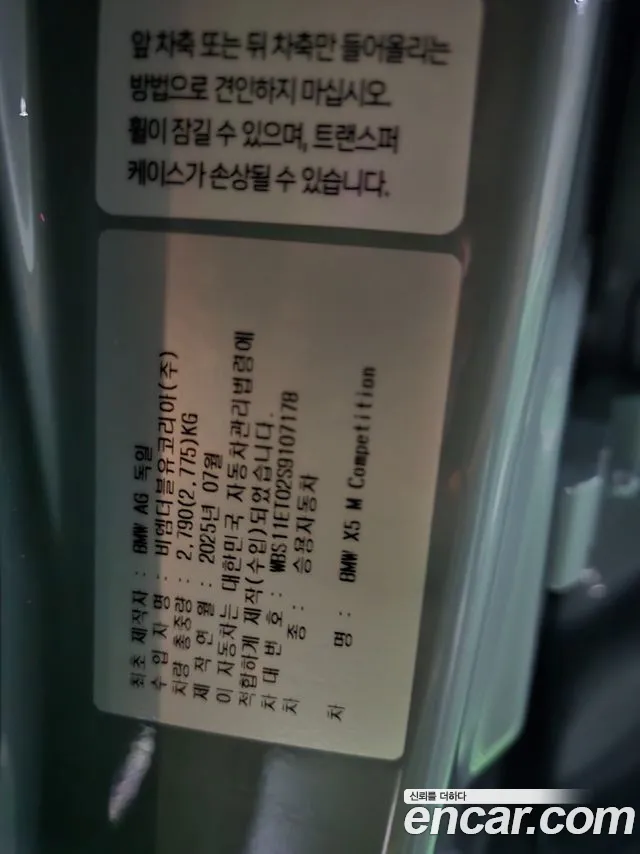 앞 차축 또는 뒤 차축만 들어올리는
방법으로 견인하지 마십시오.
휠이 잠길 수 있으며, 트랜스퍼
케이스가 손상될 수 있습니다.
최초 제작자 : BMW AG 독일
수 입 자 명 : 비엠더블유코리아(주)
차량 총중량 : 2,790(2,775)KG
제 작 연 월 : 2025년 07월
이 자동차는 대한민국 자동차관리법령에
적합하게 제작(수입)되었습니다.
차 대 번 호 : WBS11ET02S9107178
차 종 : 승용자동차
차 명 : BMW X5 M Competition
신뢰를 더하다
encar.com